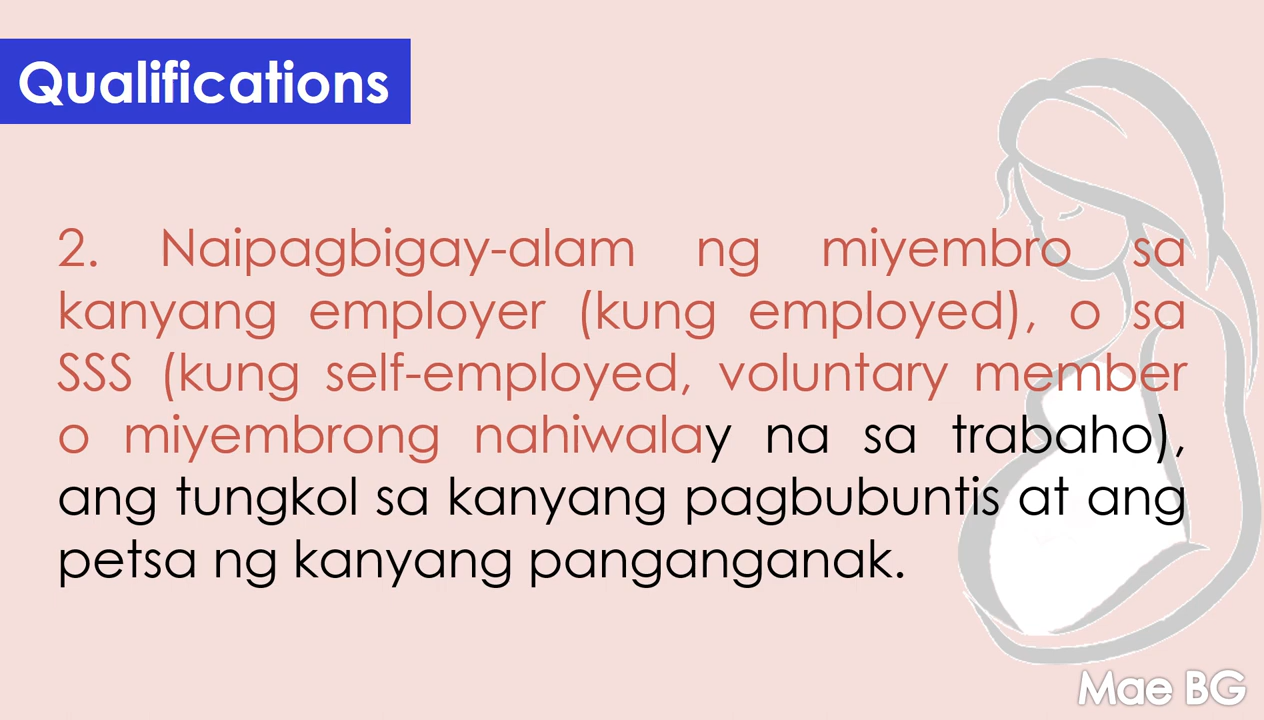 Qualifications
2. Naipagbigay-alam ng miyembro sa
kanyang employer (kung employed), o sa
SSS (kung self-employed, voluntary member
o miyembrong nahiwalay na sa trabaho),
ang tungkol sa kanyang pagbubuntis at ang
petsa ng kanyang panganganak.
Mae BG